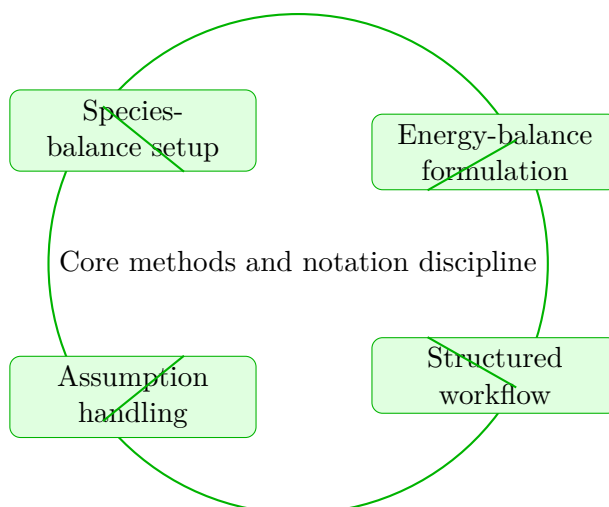 Species-
balance setup
Energy-balance
formulation
Core methods and notation discipline
Assumption
handling
Structured
workflow